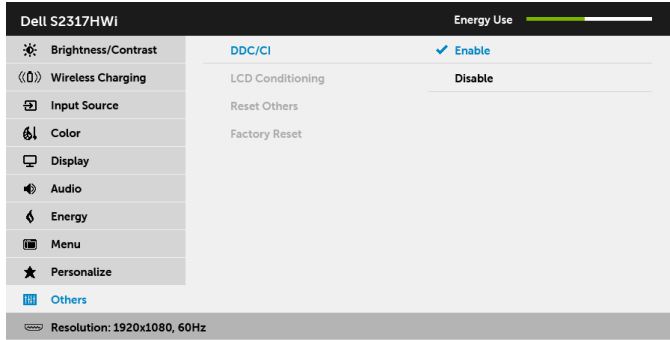 Dell S2317HWi Energy Use
Brightness/Contrast DDC/CI Enable
Wireless Charging LCD Conditioning Disable
Input Source Reset Others
Color Factory Reset
Display
Audio
Energy
Menu
Personalize
Others
Resolution: 1920x1080, 60Hz